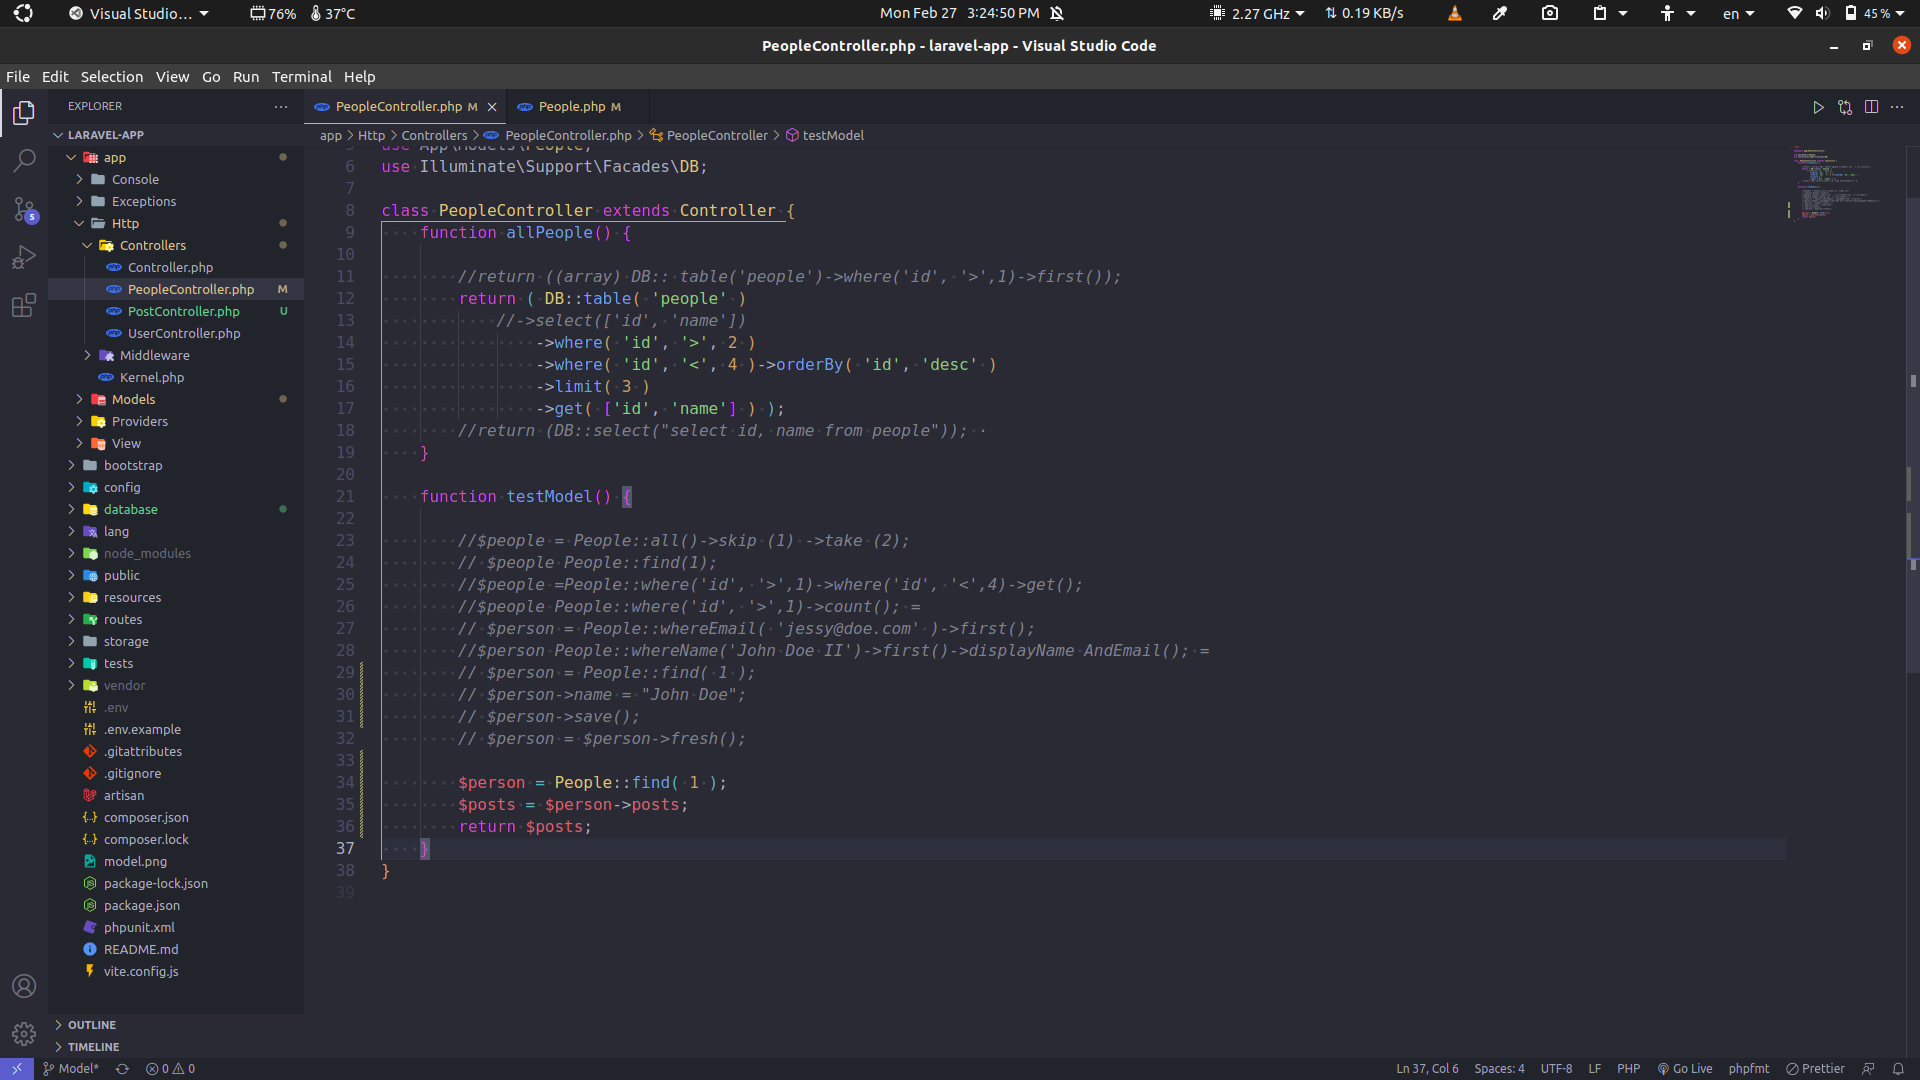 Visual Studio...
76%
37°C
Mon Feb 27 3:24:50 PM
2.27 GHz
0.19 KB/s
en
45 %
PeopleController.php - laravel-app - Visual Studio Code
File Edit Selection View Go Run Terminal Help
EXPLORER
LARAVEL-APP
app
Console
Exceptions
Http
Controllers
Controller.php
PeopleController.php M
PostController.php U
UserController.php
Middleware
Kernel.php
Models
Providers
View
bootstrap
config
database
lang
node_modules
public
resources
routes
storage
tests
vendor
.env
.env.example
.gitattributes
.gitignore
artisan
composer.json
composer.lock
model.png
package-lock.json
package.json
phpunit.xml
README.md
vite.config.js
OUTLINE
TIMELINE
5
PeopleController.php M
People.php M
app > Http > Controllers > PeopleController.php > PeopleController > testModel
5 use App\Models\People;
6 use Illuminate\Support\Facades\DB;
7
8 class PeopleController extends Controller {
9 function allPeople() {
10
11 //return ((array) DB:: table('people')->where('id', '>',1)->first());
12 return ( DB::table( 'people' )
13 //->select(['id', 'name'])
14 ->where( 'id', '>', 2 )
15 ->where( 'id', '<', 4 )->orderBy( 'id', 'desc' )
16 ->limit( 3 )
17 ->get( ['id', 'name'] ) );
18 //return (DB::select("select id, name from people"));
19 }
20
21 function testModel() {
22
23 //$people = People::all()->skip (1) ->take (2);
24 // $people People::find(1);
25 //$people =People::where('id', '>',1)->where('id', '<',4)->get();
26 //$people People::where('id', '>',1)->count(); =
27 // $person = People::whereEmail( 'jessy@doe.com' )->first();
28 //$person People::whereName('John Doe II')->first()->displayName AndEmail(); =
29 // $person = People::find( 1 );
30 // $person->name = "John Doe";
31 // $person->save();
32 // $person = $person->fresh();
33
34 $person = People::find( 1 );
35 $posts = $person->posts;
36 return $posts;
37 }
38 }
39
Model*
0
0
Ln 37, Col 6
Spaces: 4
UTF-8
LF
PHP
Go Live
phpfmt
Prettier